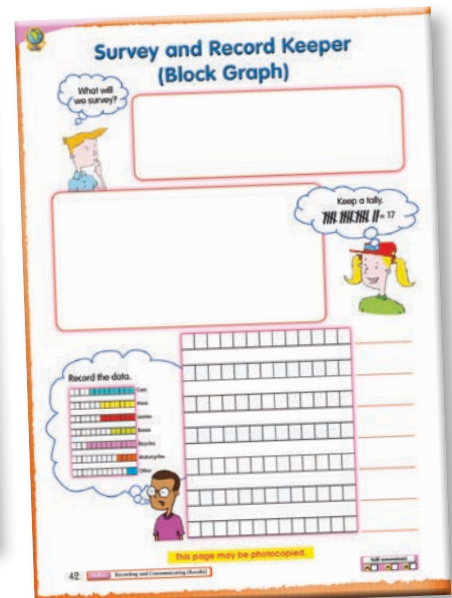 Survey and Record Keeper
(Block Graph)
What will
we survey?
Keep a tally.
= 17
Record the data.
Cars
Vans
Buses
Bicycles
Motorcycles
Other
This page may be photocopied.
42
Recording and Communicating (Results)